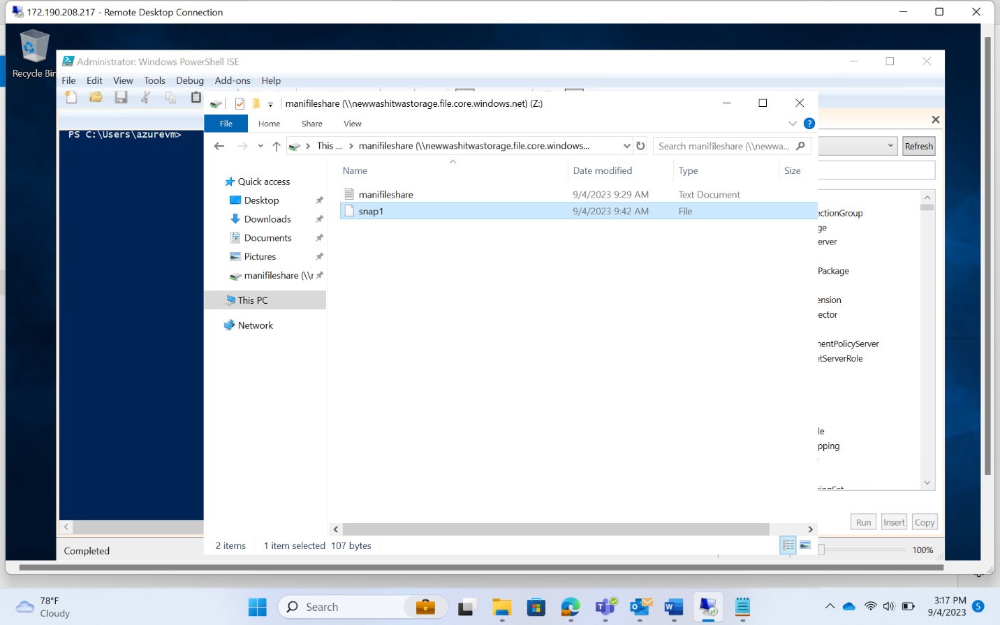 172.190.208.217 - Remote Desktop Connection
Recycle Bin
Administrator: Windows PowerShell ISE
File Edit View Tools Debug Add-ons Help
manifileshare (\\newwashitwastorage.file.core.windows.net) (Z:)
File Home Share View
This ... manifileshare (\\newwashitwastorage.file.core.windows...
Search manifileshare (\\newwa...
Refresh
PS C:\Users\azurevm>
Name Date modified Type Size
manifileshare 9/4/2023 9:29 AM Text Document
snap1 9/4/2023 9:42 AM File
Quick access
Desktop
Downloads
Documents
Pictures
manifileshare (\\r
This PC
Network
ectionGroup
ge
erver
Package
ension
ector
nentPolicyServer
etServerRole
le
pping
Run Insert Copy
2 items 1 item selected 107 bytes
Completed
100%
78°F
Cloudy
Search
3:17 PM
9/4/2023
5